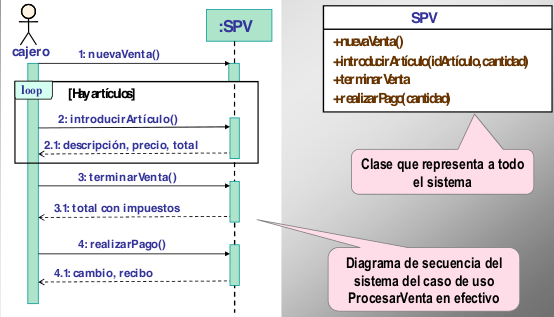 cajero
:SPV
1: nuevaVenta()
loop
[Hay artículos]
2: introducirArtículo()
2.1: descripción, precio, total
3: terminarVenta()
3.1: total con impuestos
4: realizarPago()
4.1: cambio, recibo
SPV
+nuevaVenta()
+introducirArtículo(idArtículo,cantidad)
+terminarVenta
+realizarPago(cantidad)
Clase que representa a todo
el sistema
Diagrama de secuencia del
sistema del caso de uso
ProcesarVenta en efectivo